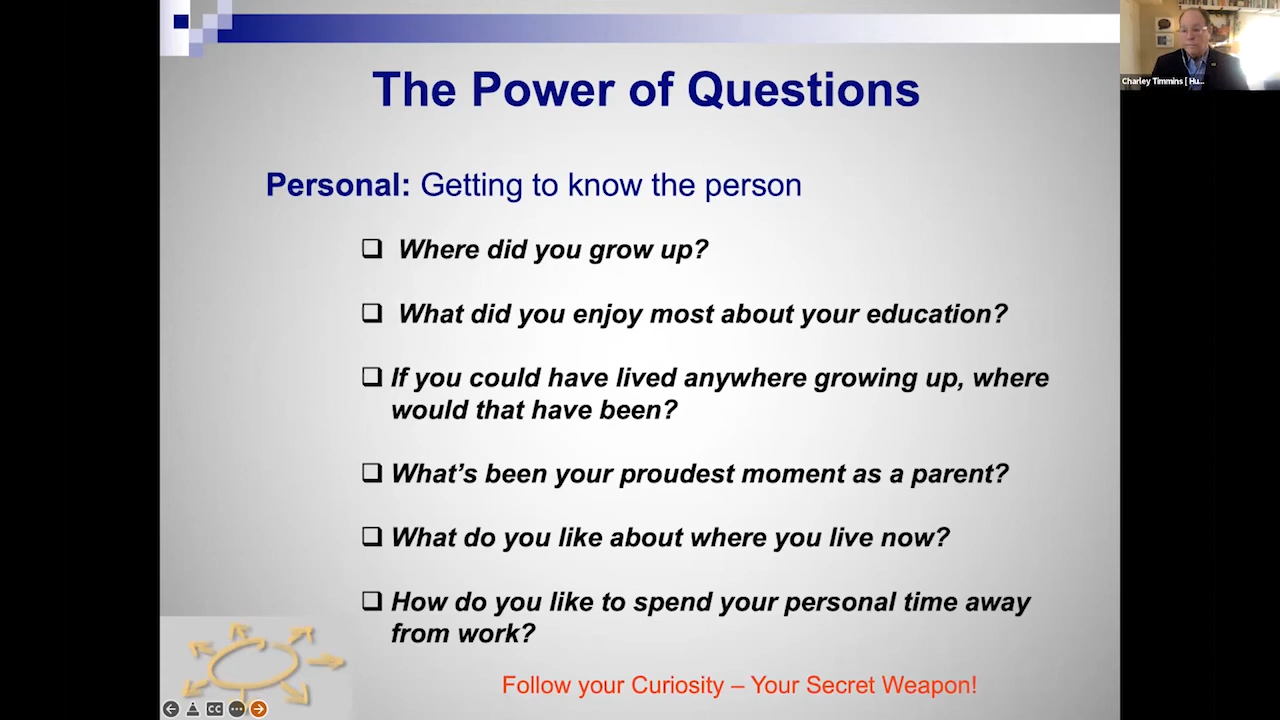 The Power of Questions
Charley Timmins [ Hu...
Personal: Getting to know the person
Where did you grow up?
What did you enjoy most about your education?
If you could have lived anywhere growing up, where
would that have been?
What's been your proudest moment as a parent?
What do you like about where you live now?
How do you like to spend your personal time away
from work?
Follow your Curiosity – Your Secret Weapon!
CC